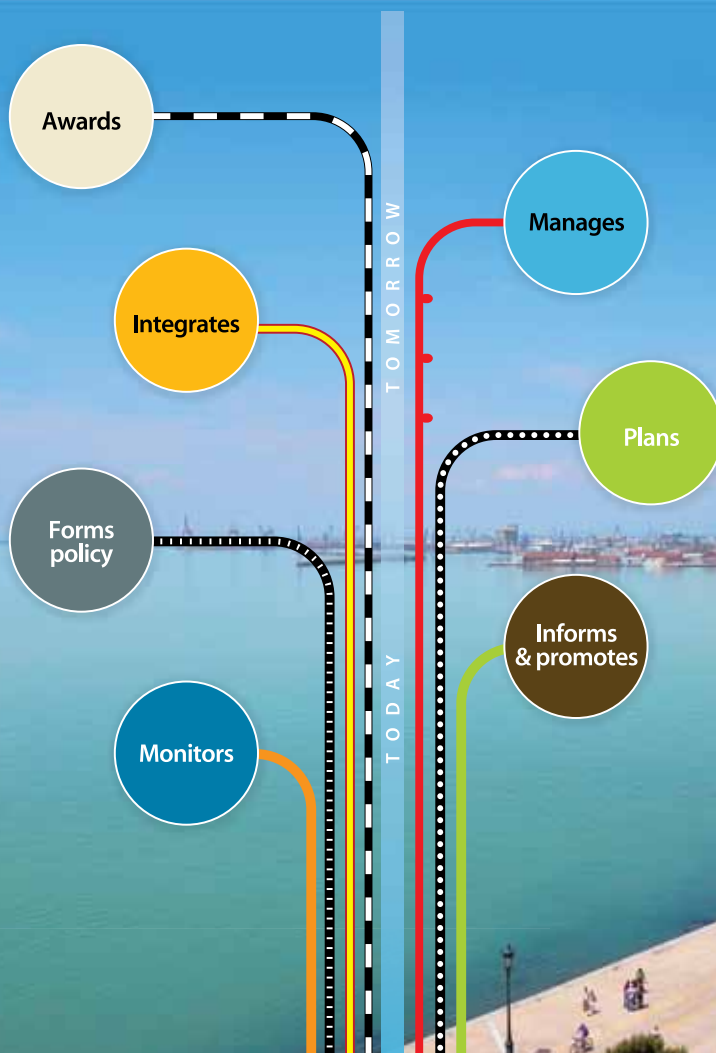 Awards
Manages
TOMORROW
Integrates
Plans
Forms
policy
Informs
& promotes
TODAY
Monitors